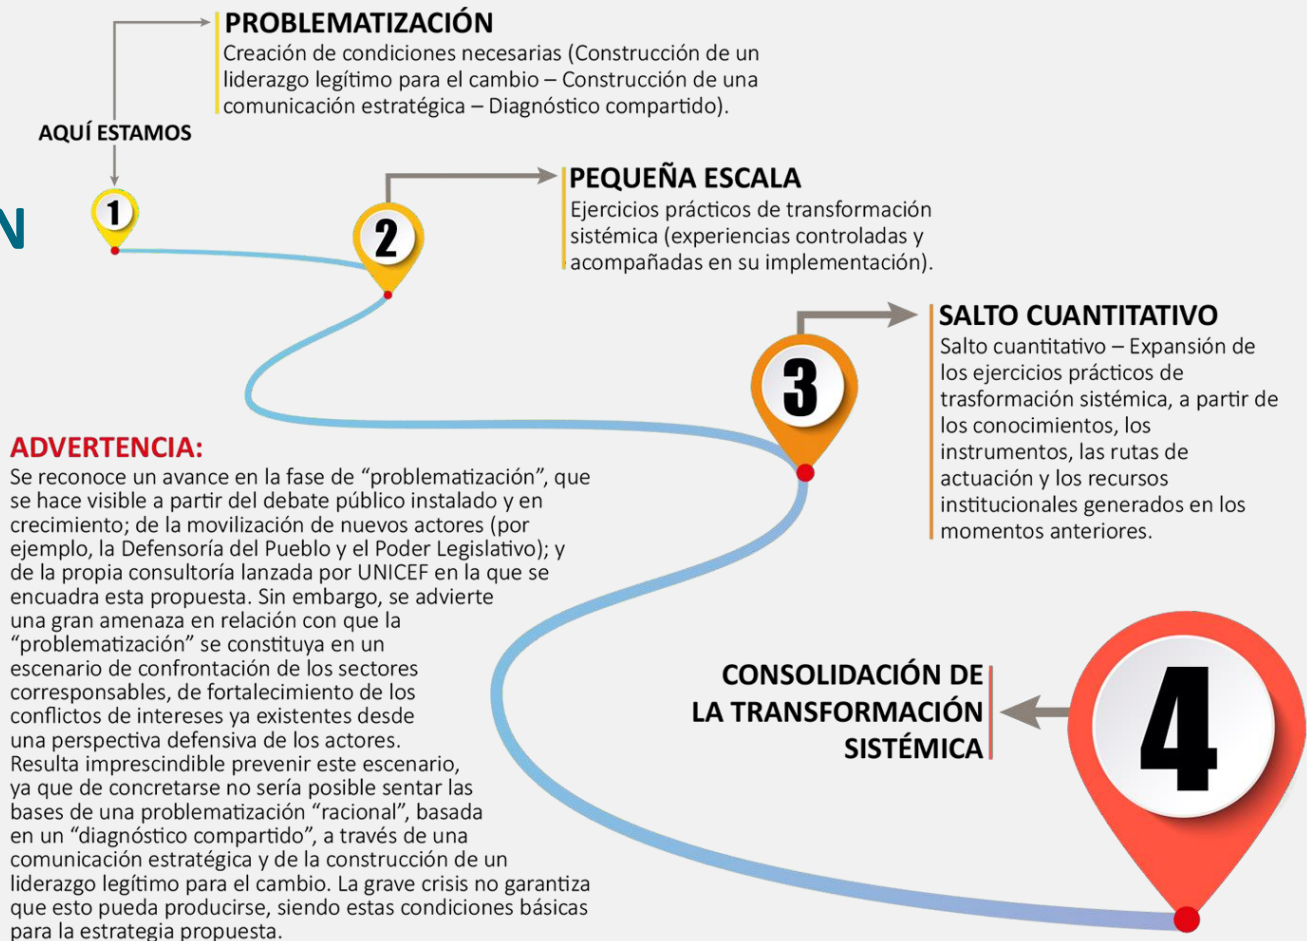 PROBLEMATIZACIÓN
Creación de condiciones necesarias (Construcción de un
liderazgo legítimo para el cambio – Construcción de una
comunicación estratégica – Diagnóstico compartido).
AQUÍ ESTAMOS
N
1
2
PEQUEÑA ESCALA
Ejercicios prácticos de transformación
sistémica (experiencias controladas y
acompañadas en su implementación).
3
SALTO CUANTITATIVO
Salto cuantitativo – Expansión de
los ejercicios prácticos de
trasformación sistémica, a partir de
los conocimientos, los
instrumentos, las rutas de
actuación y los recursos
institucionales generados en los
momentos anteriores.
ADVERTENCIA:
Se reconoce un avance en la fase de “problematización”, que
se hace visible a partir del debate público instalado y en
crecimiento; de la movilización de nuevos actores (por
ejemplo, la Defensoría del Pueblo y el Poder Legislativo); y
de la propia consultoría lanzada por UNICEF en la que se
encuadra esta propuesta. Sin embargo, se advierte
una gran amenaza en relación con que la
“problematización” se constituya en un
escenario de confrontación de los sectores
corresponsables, de fortalecimiento de los
conflictos de intereses ya existentes desde
una perspectiva defensiva de los actores.
Resulta imprescindible prevenir este escenario,
ya que de concretarse no sería posible sentar las
bases de una problematización “racional”, basada
en un “diagnóstico compartido”, a través de una
comunicación estratégica y de la construcción de un
liderazgo legítimo para el cambio. La grave crisis no garantiza
que esto pueda producirse, siendo estas condiciones básicas
para la estrategia propuesta.
CONSOLIDACIÓN DE
LA TRANSFORMACIÓN
SISTÉMICA
4